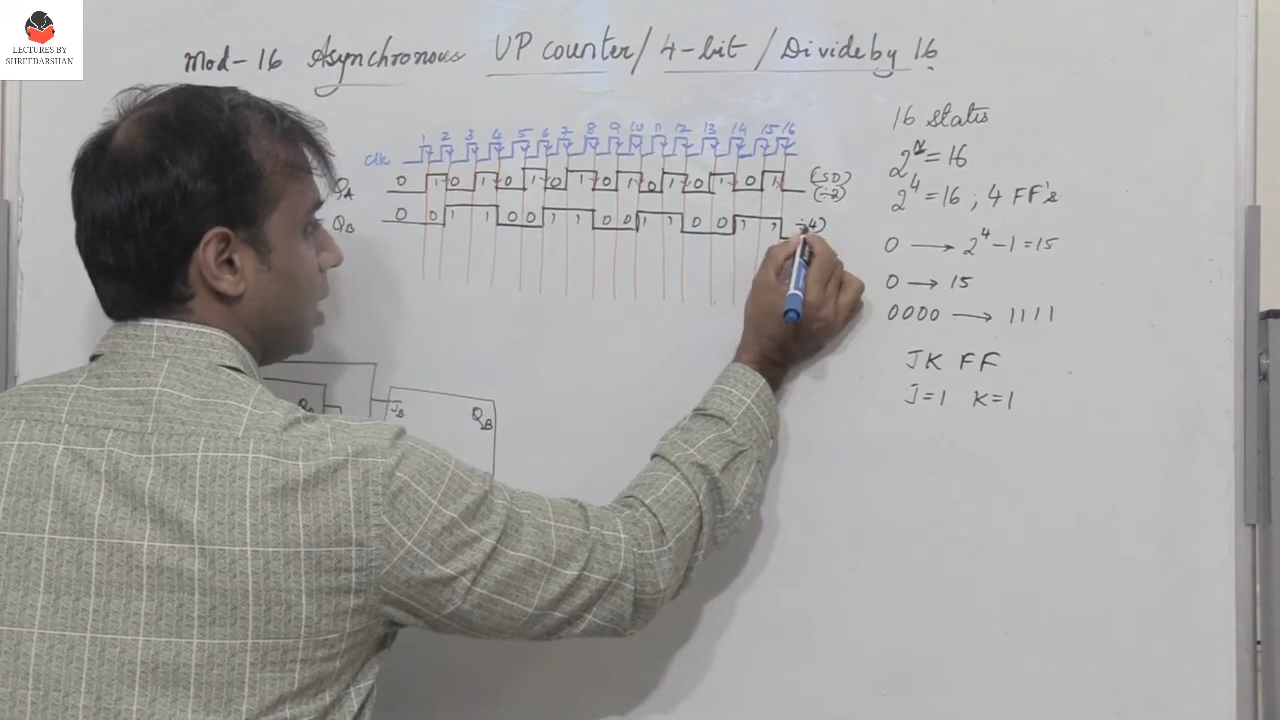 LECTURES BY
SHREEDARSHAN
Mod-16 Asynchronous UP counter/ 4-bit / Divide by 16
1 2 3 4 5 6 7 8 9 10 11 12 13 14 15 16
Clk
QA 0 1 0 1 0 1 0 1 0 1 0 1 0 1 0 1 (÷2)
QB 0 0 1 1 0 0 1 1 0 0 1 1 0 0 1 1 ÷4)
JB
QB
16 States
2^n = 16
2^4 = 16 ; 4 FF's
0 → 2^4 - 1 = 15
0 → 15
0000 → 1111
JK FF
J=1 K=1